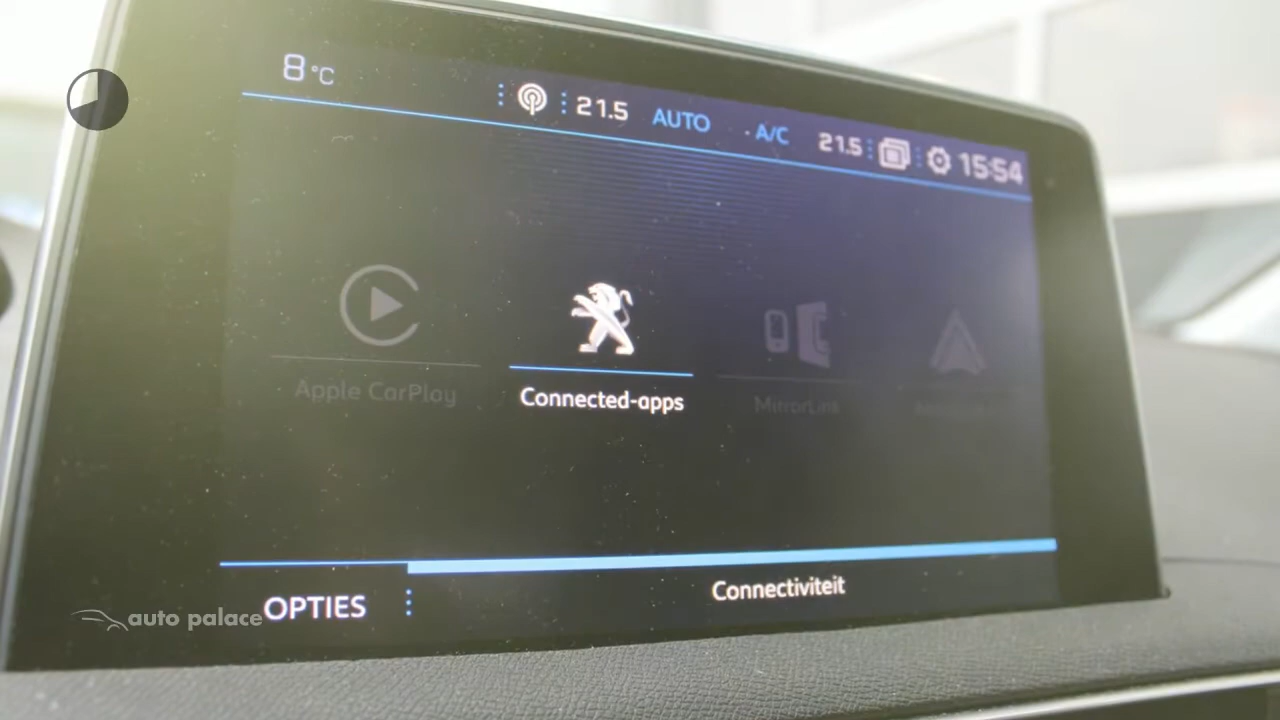 8°C
21.5 AUTO A/C 21.5 15:54
Apple CarPlay
Connected-apps
MirrorLink
OPTIES
Connectiviteit
auto palace